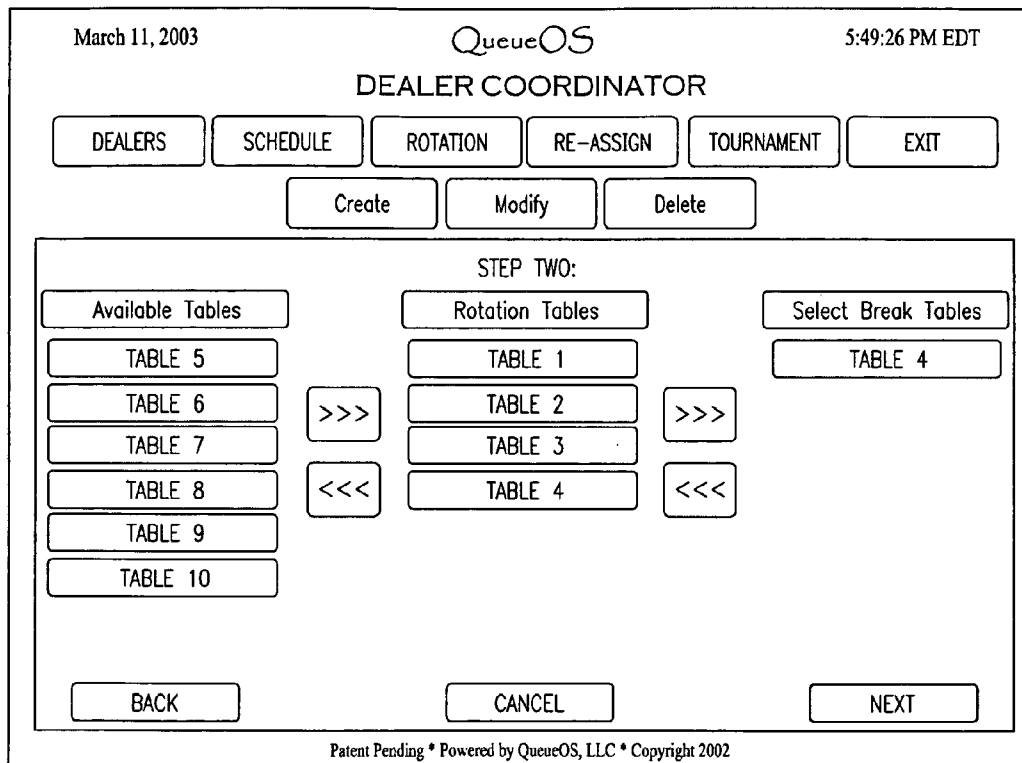 March 11, 2003 QueueOS 5:49:26 PM EDT
DEALER COORDINATOR
DEALERS SCHEDULE ROTATION RE-ASSIGN TOURNAMENT EXIT
Create Modify Delete
STEP TWO:
Available Tables Rotation Tables Select Break Tables
TABLE 5 TABLE 1 TABLE 4
TABLE 6 >>> TABLE 2 >>>
TABLE 7 TABLE 3
TABLE 8 <<< TABLE 4 <<<
TABLE 9
TABLE 10
BACK CANCEL NEXT
Patent Pending * Powered by QueueOS, LLC * Copyright 2002